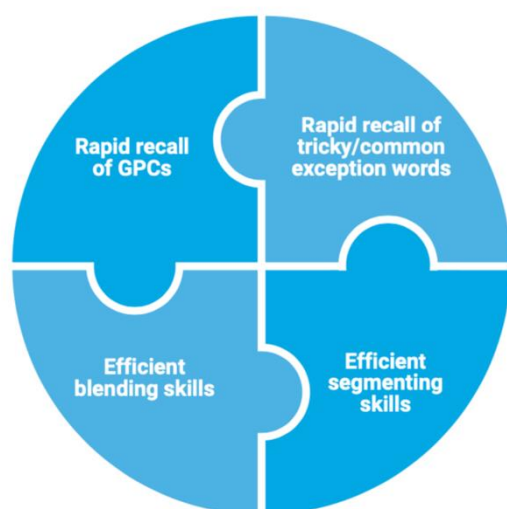 Rapid recall
of GPCs
Rapid recall of
tricky/common
exception words
Efficient
blending skills
Efficient
segmenting
skills